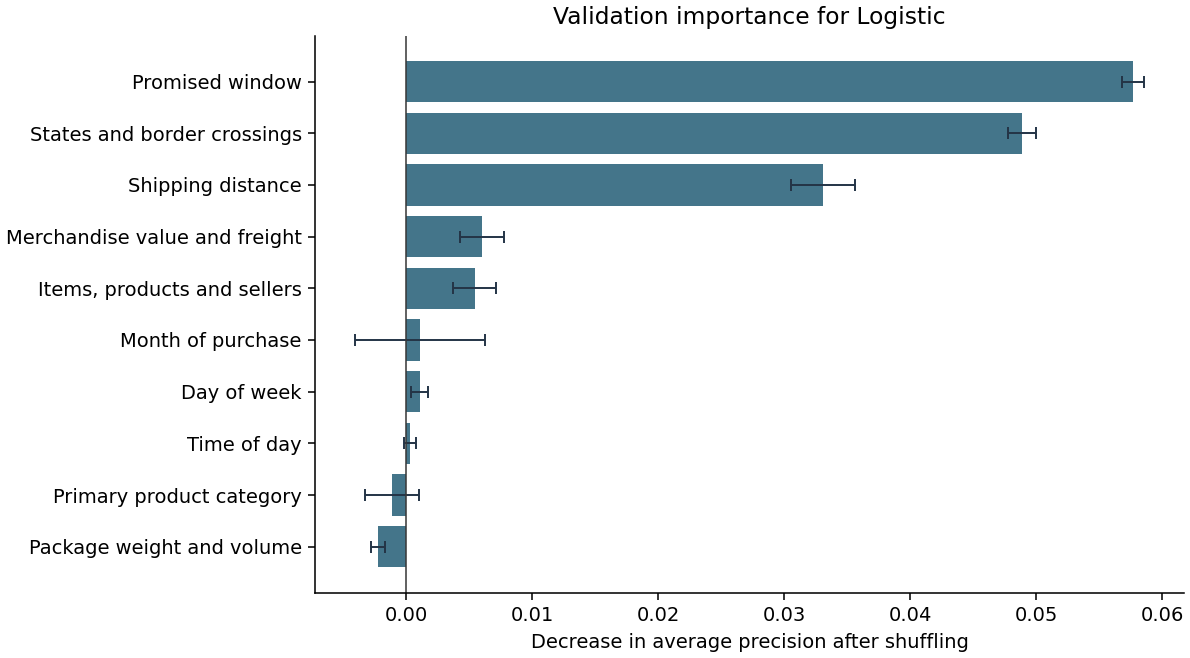 Validation importance for Logistic
Promised window
States and border crossings
Shipping distance
Merchandise value and freight
Items, products and sellers
Month of purchase
Day of week
Time of day
Primary product category
Package weight and volume
0.00 0.01 0.02 0.03 0.04 0.05 0.06
Decrease in average precision after shuffling